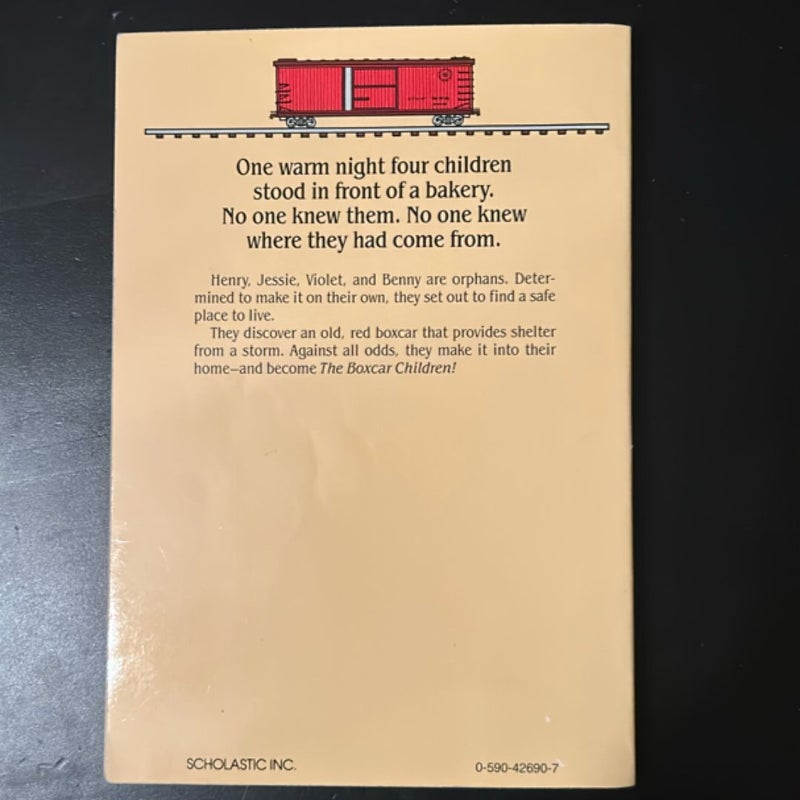 One warm night four children
stood in front of a bakery.
No one knew them. No one knew
where they had come from.
Henry, Jessie, Violet, and Benny are orphans. Deter-
mined to make it on their own, they set out to find a safe
place to live.
They discover an old, red boxcar that provides shelter
from a storm. Against all odds, they make it into their
home–and become The Boxcar Children!
SCHOLASTIC INC.
0-590-42690-7